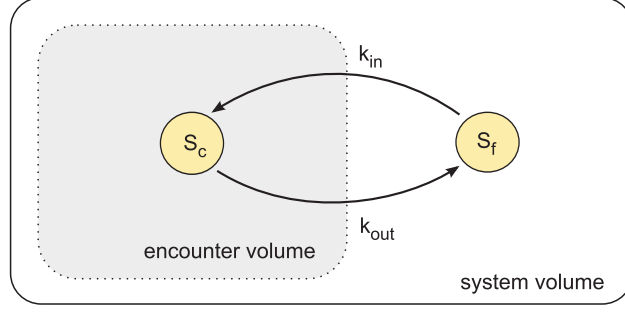 k_in
S_c
S_f
k_out
encounter volume
system volume